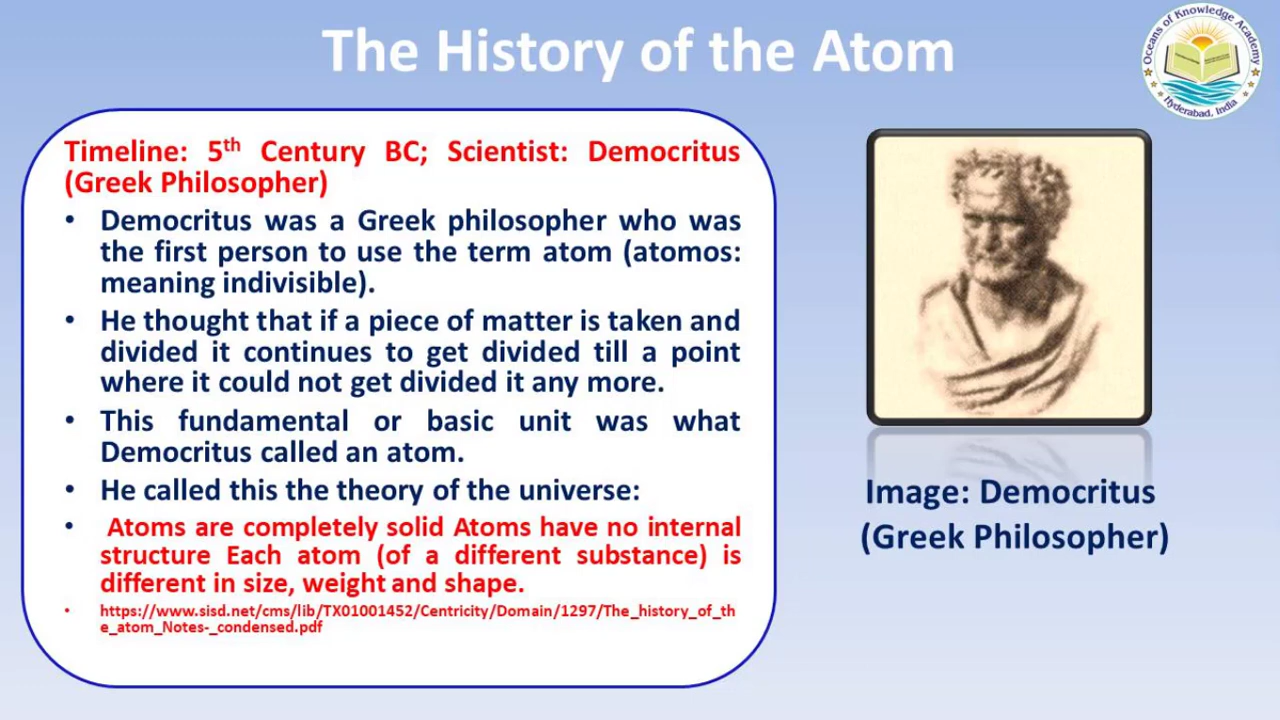 The History of the Atom
Oceans of Knowledge Academy
Hyderabad, India
Timeline: 5th Century BC; Scientist: Democritus
(Greek Philosopher)
• Democritus was a Greek philosopher who was
the first person to use the term atom (atomos:
meaning indivisible).
• He thought that if a piece of matter is taken and
divided it continues to get divided till a point
where it could not get divided it any more.
• This fundamental or basic unit was what
Democritus called an atom.
• He called this the theory of the universe:
• Atoms are completely solid Atoms have no internal
structure Each atom (of a different substance) is
different in size, weight and shape.
• https://www.sisd.net/cms/lib/TX01001452/Centricity/Domain/1297/The_history_of_th
e_atom_Notes-_condensed.pdf
Image: Democritus
(Greek Philosopher)